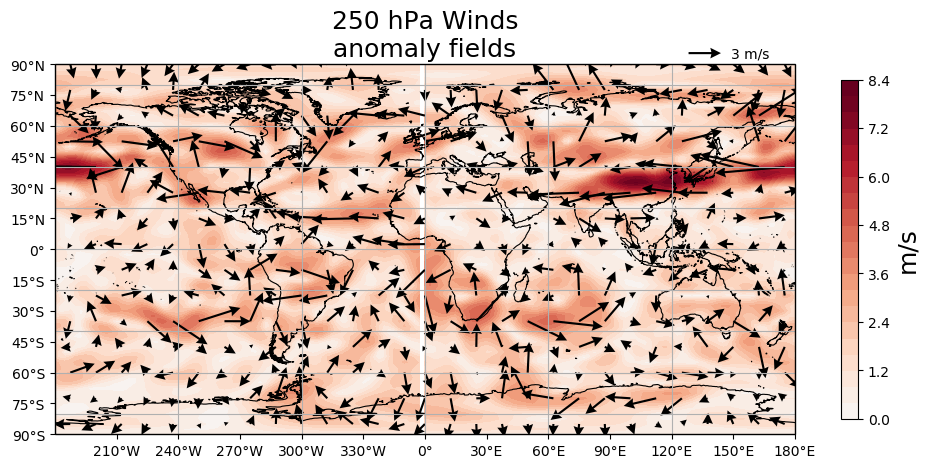 250 hPa Winds
anomaly fields
3 m/s
90°N
75°N
60°N
45°N
30°N
15°N
0°
15°S
30°S
45°S
60°S
75°S
90°S
210°W 240°W 270°W 300°W 330°W 0° 30°E 60°E 90°E 120°E 150°E 180°E
8.4
7.2
6.0
4.8
3.6
2.4
1.2
0.0
m/s